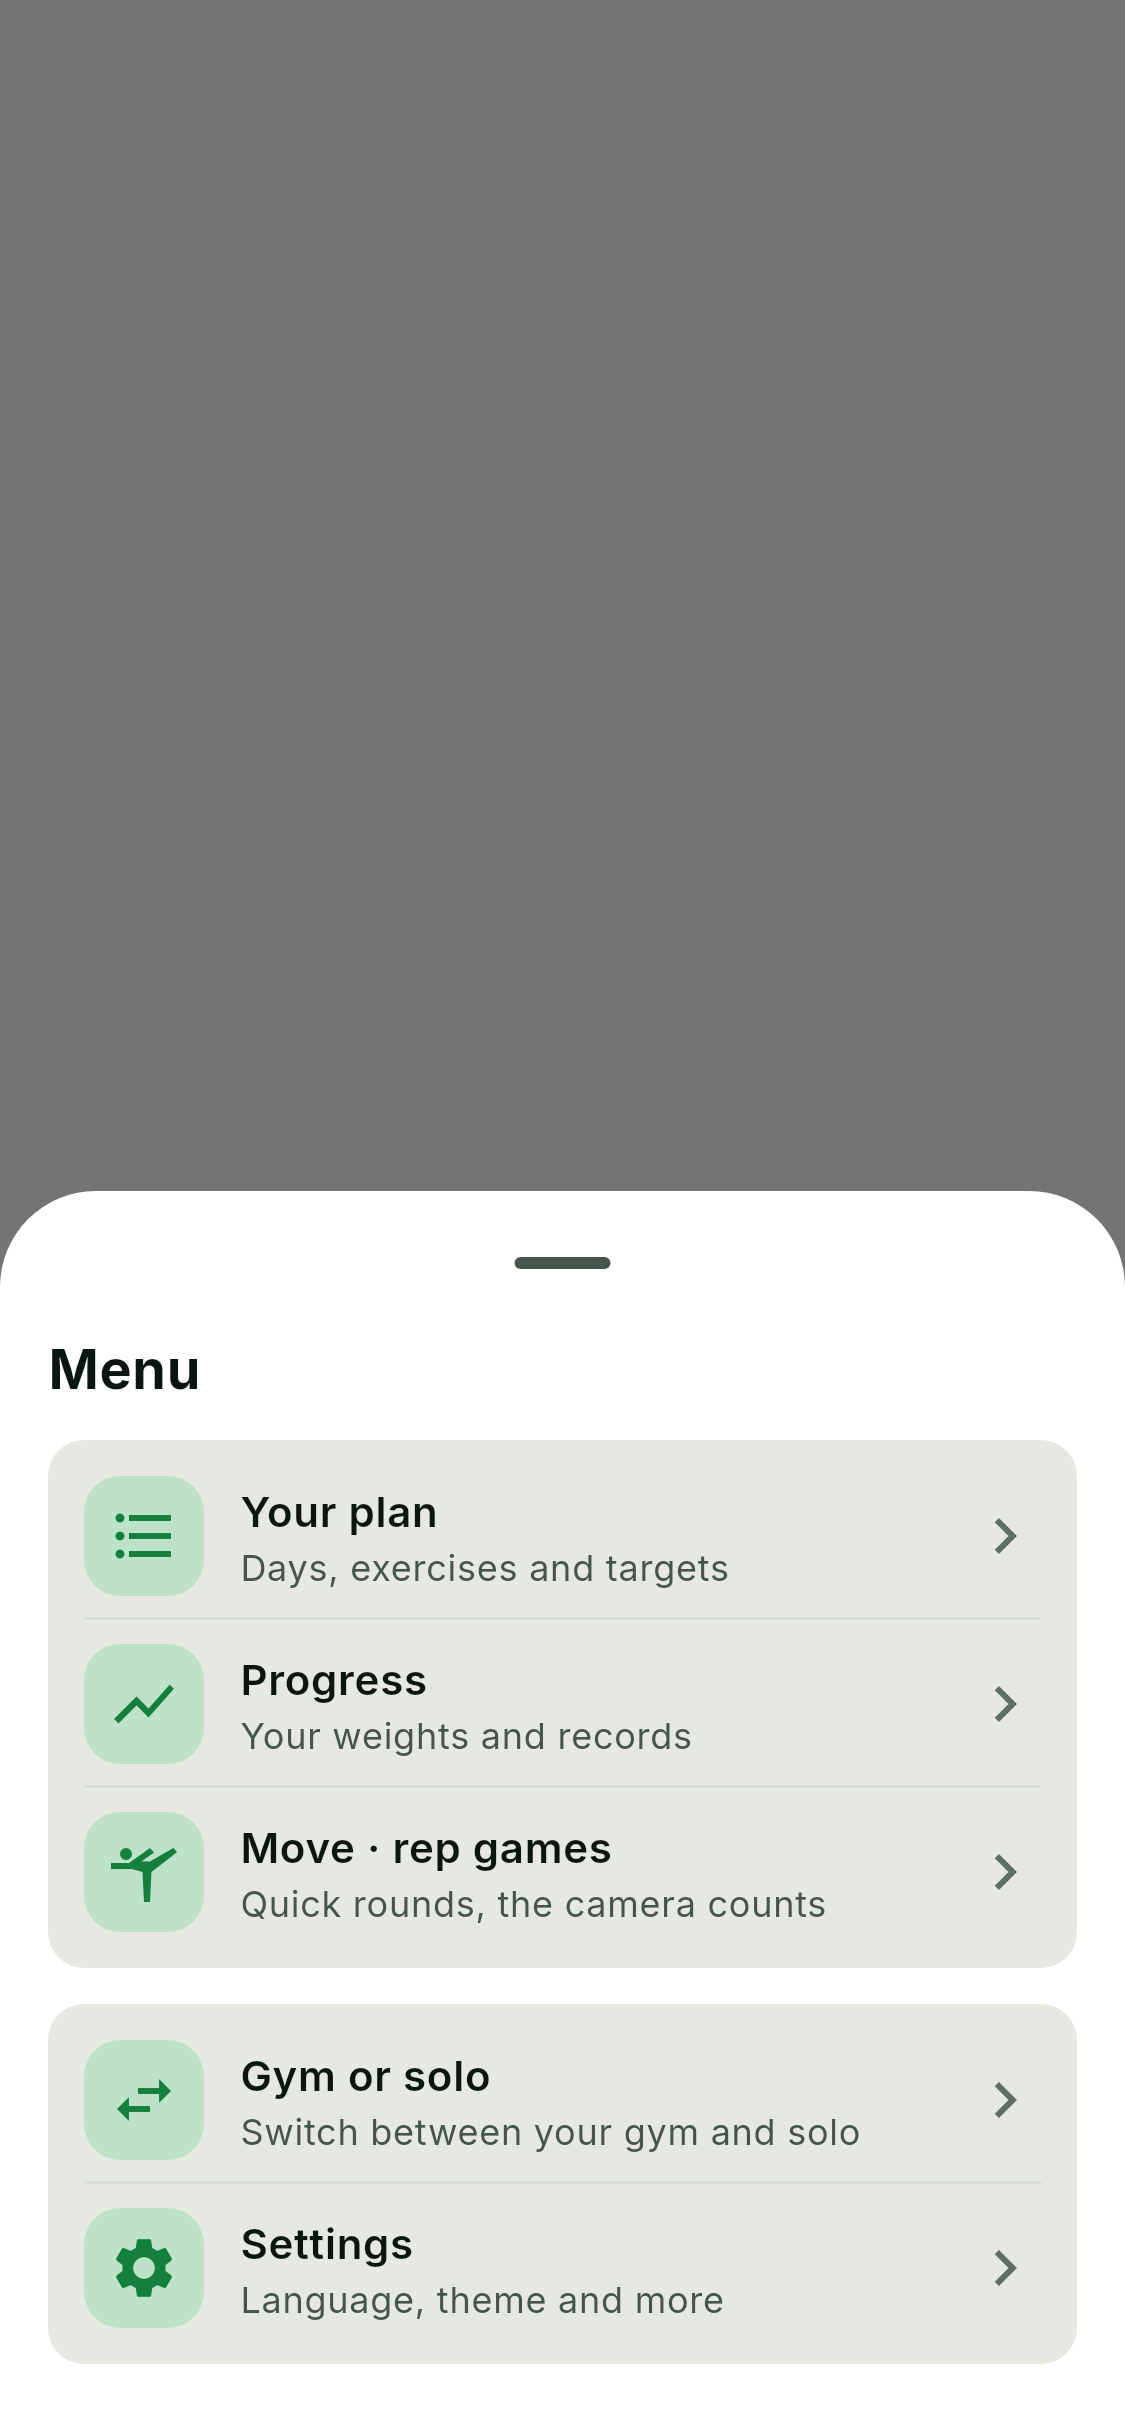 Menu
Your plan
Days, exercises and targets
Progress
Your weights and records
Move · rep games
Quick rounds, the camera counts
Gym or solo
Switch between your gym and solo
Settings
Language, theme and more